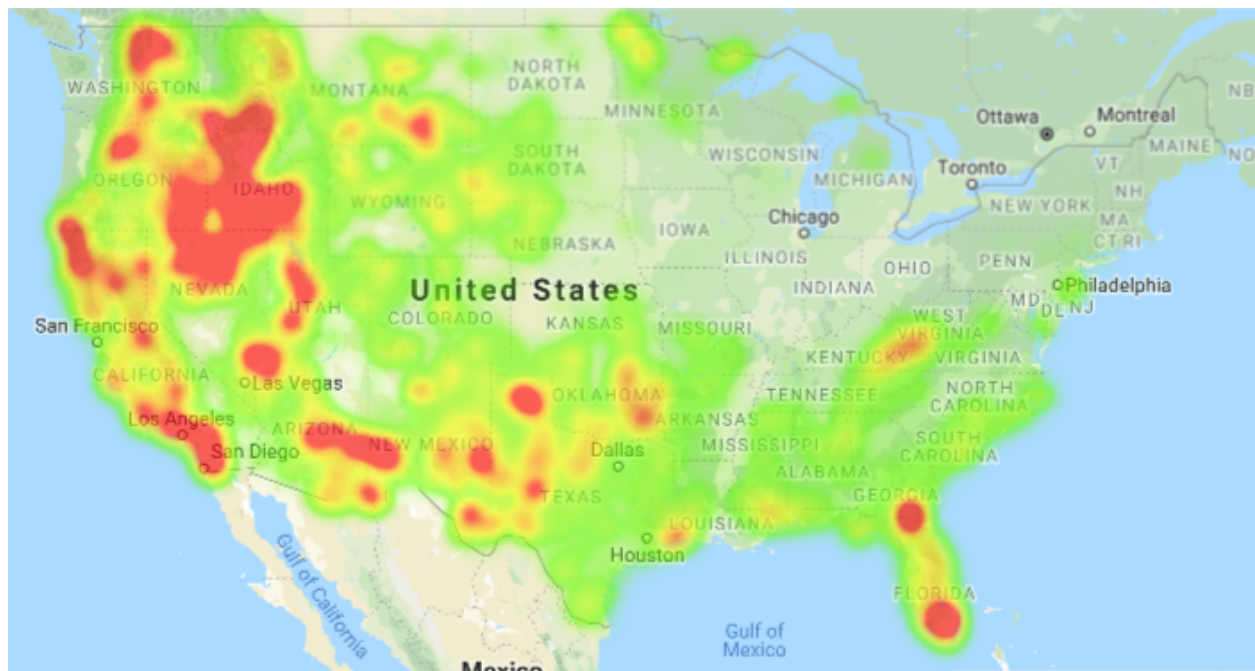 WASHINGTON
MONTANA
NORTH
DAKOTA
MINNESOTA
Ottawa
Montreal
NB
MAINE
NO
OREGON
IDAHO
SOUTH
DAKOTA
WISCONSIN
MICHIGAN
Toronto
VT
NH
NEW YORK
MA
CT RI
WYOMING
IOWA
Chicago
NEBRASKA
ILLINOIS
INDIANA
OHIO
PENN
Philadelphia
MD
DE NJ
NEVADA
UTAH
United States
COLORADO
KANSAS
MISSOURI
WEST
VIRGINIA
KENTUCKY
VIRGINIA
San Francisco
CALIFORNIA
Las Vegas
OKLAHOMA
TENNESSEE
NORTH
CAROLINA
Los Angeles
ARIZONA
NEW MEXICO
ARKANSAS
MISSISSIPPI
SOUTH
CAROLINA
San Diego
Dallas
ALABAMA
TEXAS
GEORGIA
LOUISIANA
Houston
Gulf of California
FLORIDA
Gulf of
Mexico
Mexico